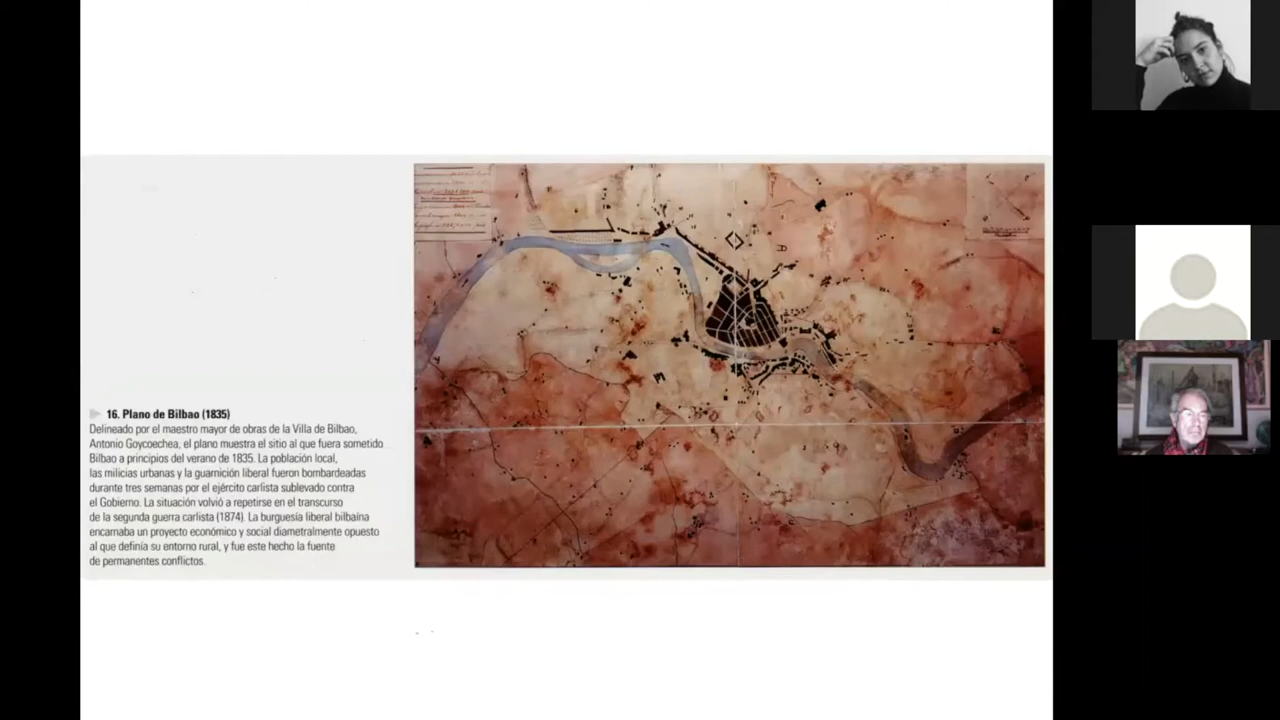 16. Plano de Bilbao (1835)
Delineado por el maestro mayor de obras de la Villa de Bilbao,
Antonio Goycoechea, el plano muestra el sitio al que fuera sometido
Bilbao a principios del verano de 1835. La población local,
las milicias urbanas y la guarnición liberal fueron bombardeadas
durante tres semanas por el ejército carlista sublevado contra
el Gobierno. La situación volvió a repetirse en el transcurso
de la segunda guerra carlista (1874). La burguesía liberal bilbaína
encarnaba un proyecto económico y social diametralmente opuesto
al que definía su entorno rural, y fue este hecho la fuente
de permanentes conflictos.